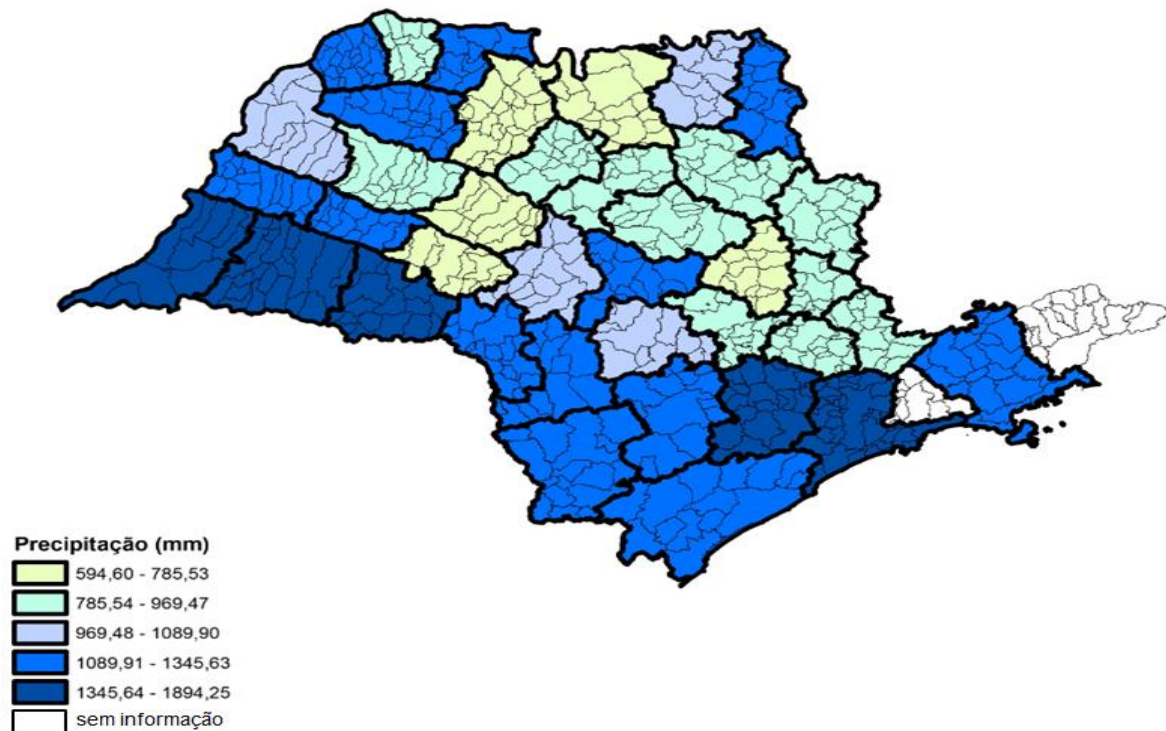 Precipitação (mm)
594,60 - 785,53
785,54 - 969,47
969,48 - 1089,90
1089,91 - 1345,63
1345,64 - 1894,25
sem informação